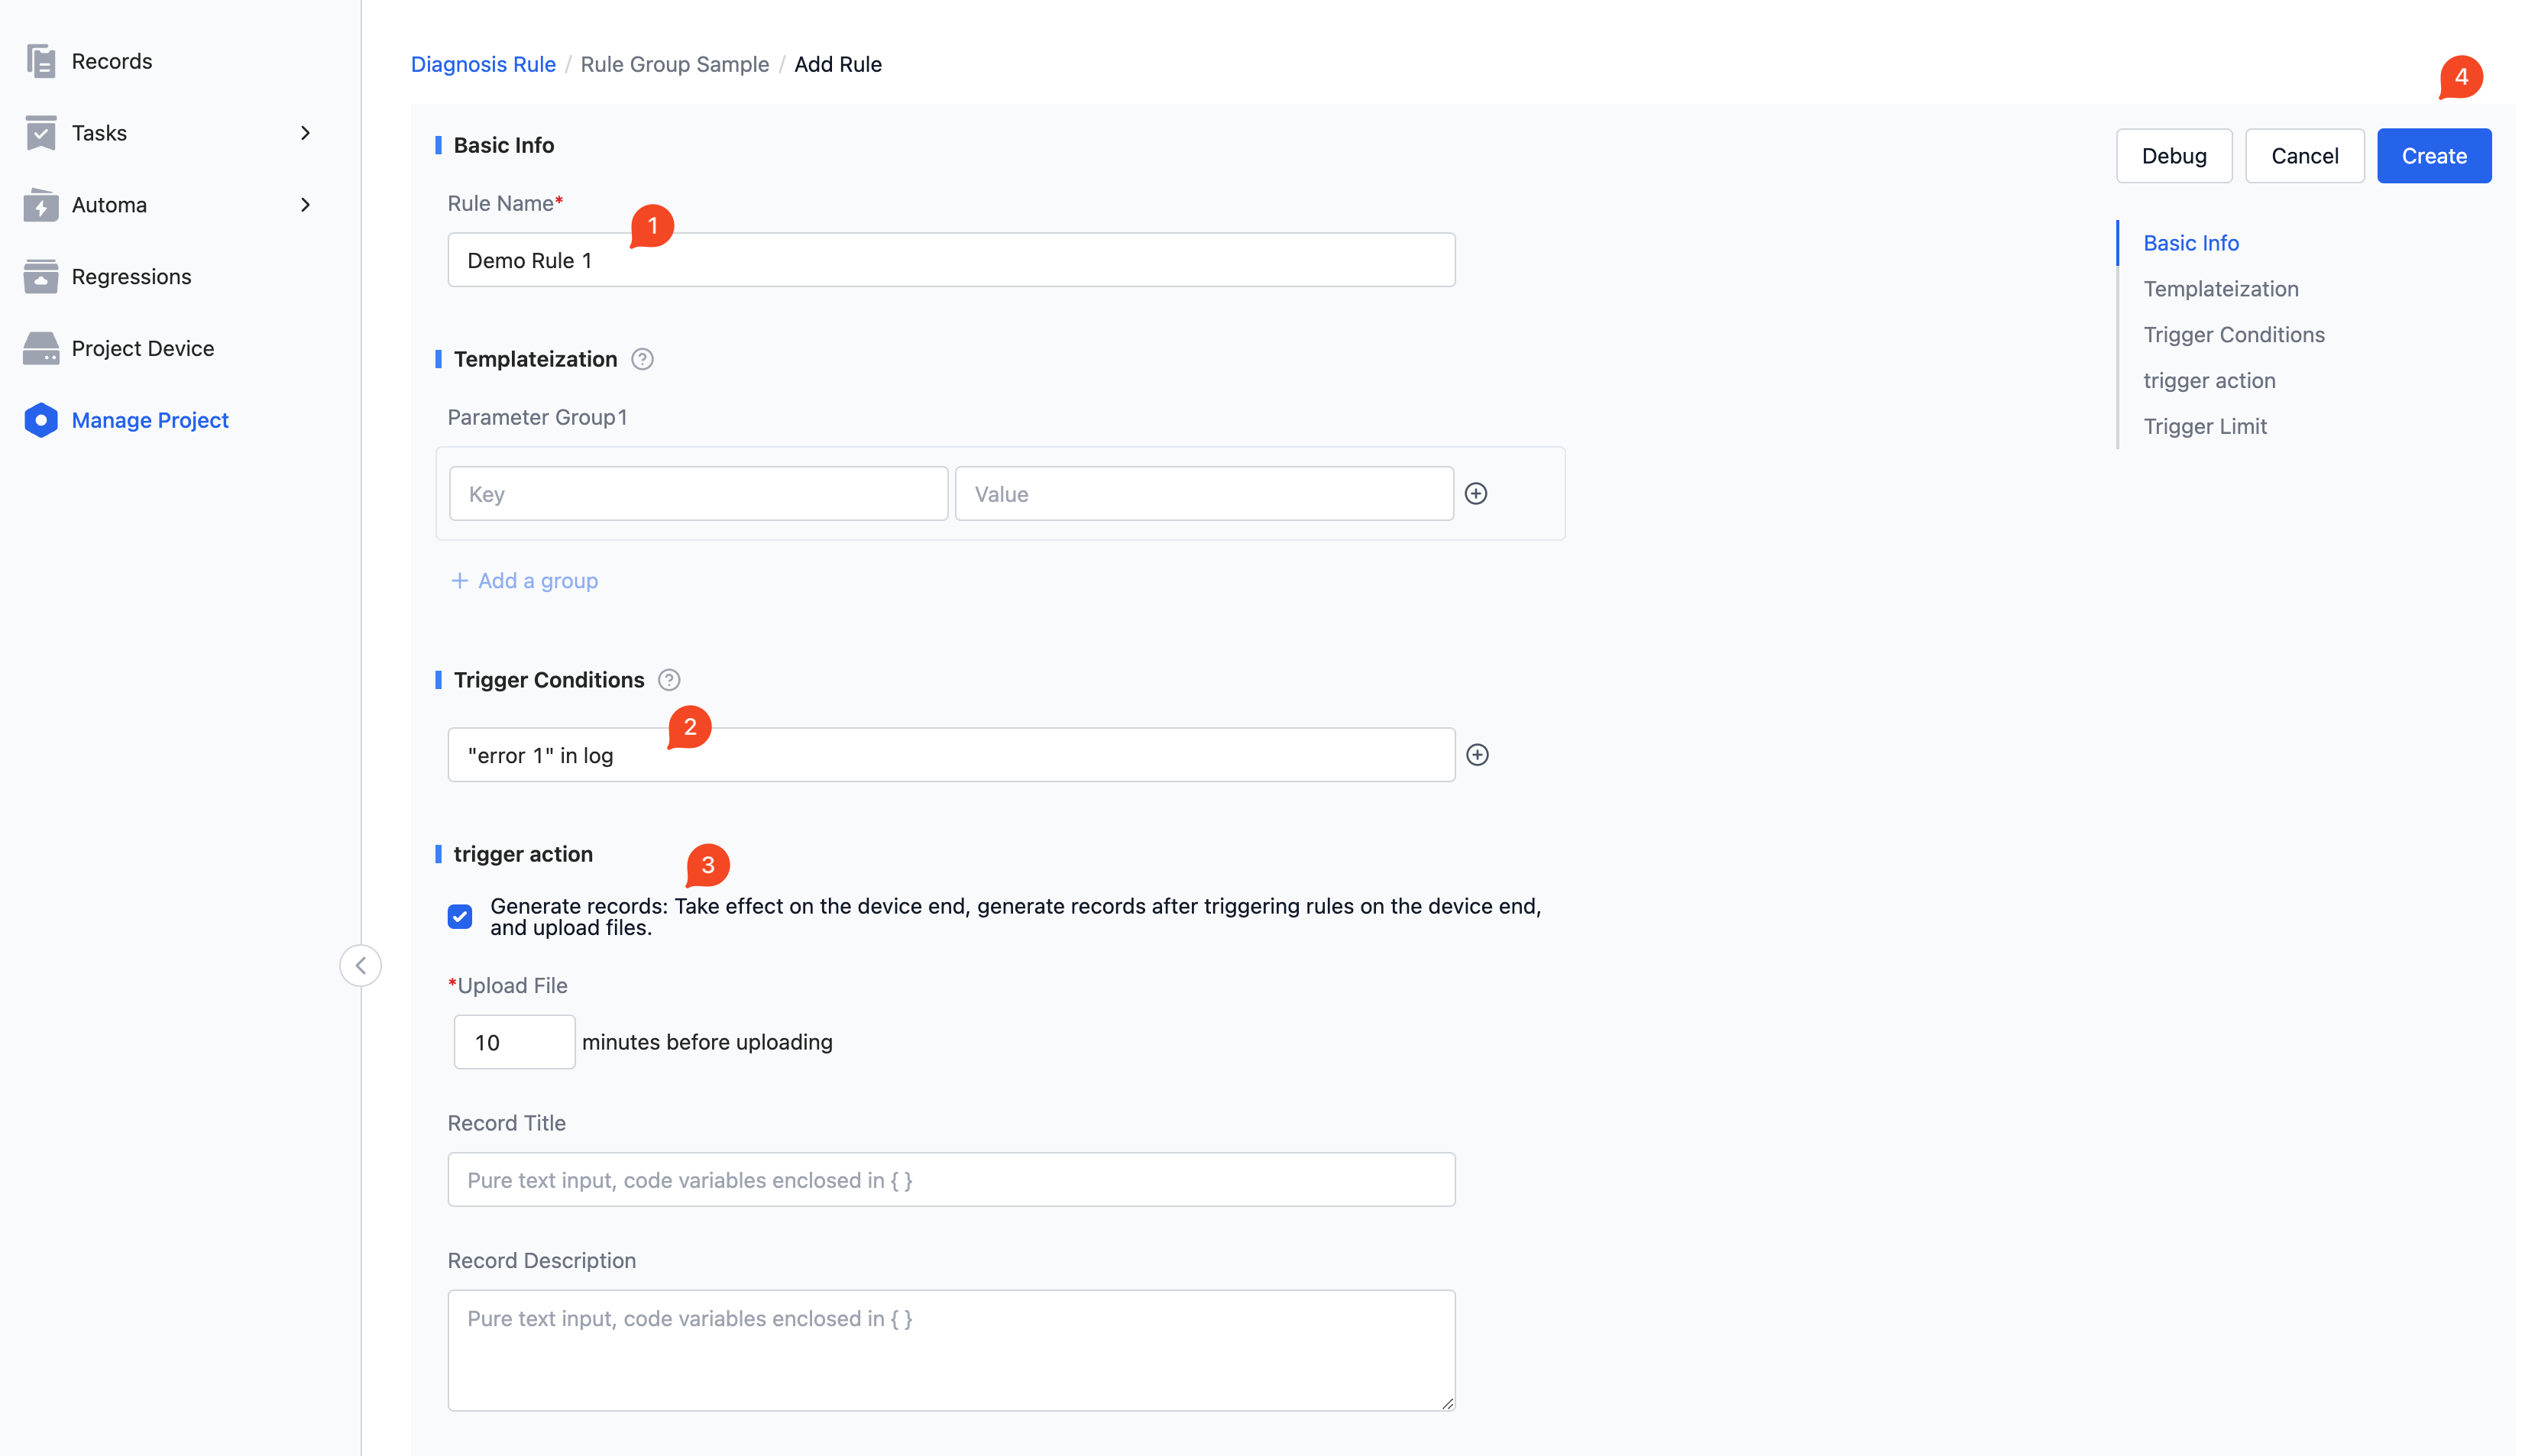 Records
Tasks
Automa
Regressions
Project Device
Manage Project
Diagnosis Rule / Rule Group Sample / Add Rule
4
Debug
Cancel
Create
Basic Info
Templateization
Trigger Conditions
trigger action
Trigger Limit
Basic Info
Rule Name*
1
Demo Rule 1
Templateization ?
Parameter Group1
Key
Value
+ Add a group
Trigger Conditions ?
2
"error 1" in log
trigger action
3
Generate records: Take effect on the device end, generate records after triggering rules on the device end,
and upload files.
*Upload File
10 minutes before uploading
Record Title
Pure text input, code variables enclosed in { }
Record Description
Pure text input, code variables enclosed in { }